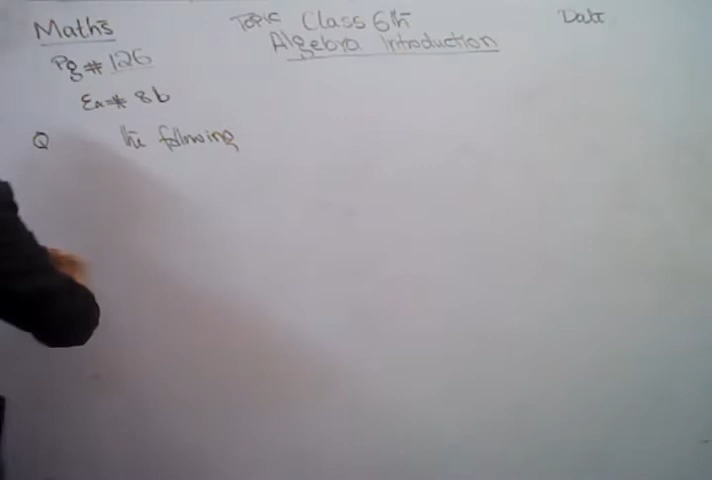 Maths
Topic Class 6th
Date
Algebra Introduction
Pg # 126
Ex # 8b
Q the following